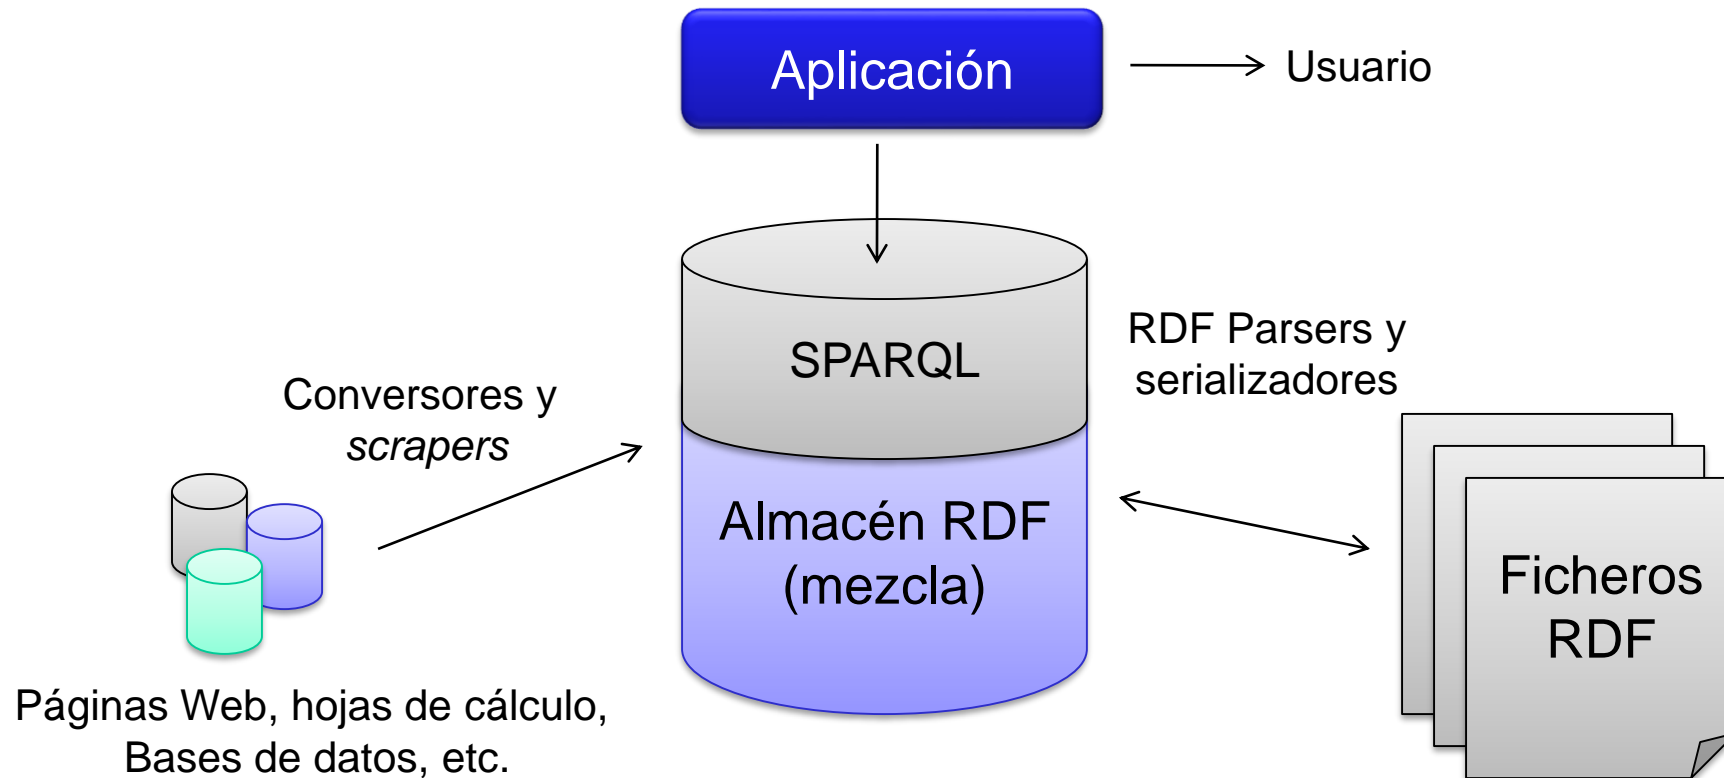 Aplicación
Usuario
SPARQL
RDF Parsers y
serializadores
Conversores y
scrapers
Almacén RDF
(mezcla)
Ficheros
RDF
Páginas Web, hojas de cálculo,
Bases de datos, etc.